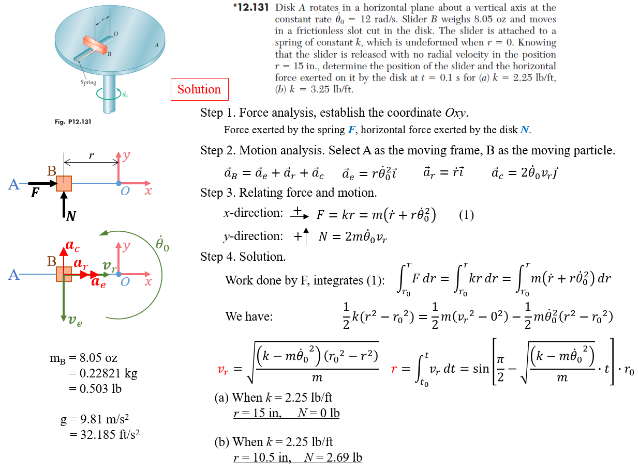 *12.131 Disk A rotates in a horizontal plane about a vertical axis at the
constant rate θ̇₀ = 12 rad/s. Slider B weighs 8.05 oz and moves
in a frictionless slot cut in the disk. The slider is attached to a
spring of constant k, which is undeformed when r = 0. Knowing
that the slider is released with no radial velocity in the position
r = 15 in., determine the position of the slider and the horizontal
force exerted on it by the disk at t = 0.1 s for (a) k = 2.25 lb/ft,
(b) k = 3.25 lb/ft.
O
A
B
Spring
θ̇₀
Fig. P12.131
Solution
Step 1. Force analysis, establish the coordinate Oxy.
Force exerted by the spring F, horizontal force exerted by the disk N.
Step 2. Motion analysis. Select A as the moving frame, B as the moving particle.
a⃗_B = a⃗_e + a⃗_r + a⃗_c a⃗_e = rθ̇₀²i⃗ a⃗_r = r̈i⃗ a⃗_c = 2θ̇₀v_r j⃗
Step 3. Relating force and motion.
x-direction: + F = kr = m(r̈ + rθ̇₀²) (1)
y-direction: + N = 2mθ̇₀v_r
Step 4. Solution.
Work done by F, integrates (1): ∫_{r₀}^{r} F dr = ∫_{r₀}^{r} kr dr = ∫_{r₀}^{r} m(r̈ + rθ̇₀²) dr
We have: 1/2 k(r² − r₀²) = 1/2 m(v_r² − 0²) − 1/2 mθ̇₀²(r² − r₀²)
v_r = √((k − mθ̇₀²)(r₀² − r²)/m) r = ∫_{t₀}^{t} v_r dt = sin[π/2 − √((k − mθ̇₀²)/m) · t] · r₀
(a) When k = 2.25 lb/ft
r = 15 in, N = 0 lb
(b) When k = 2.25 lb/ft
r = 10.5 in, N = 2.69 lb
r
y
B
A
F
O
x
N
a_c
y
θ̇₀
B
a_r
v_r
A
a_e
O
x
v_e
m_B = 8.05 oz
= 0.22821 kg
= 0.503 lb
g = 9.81 m/s²
= 32.185 ft/s²